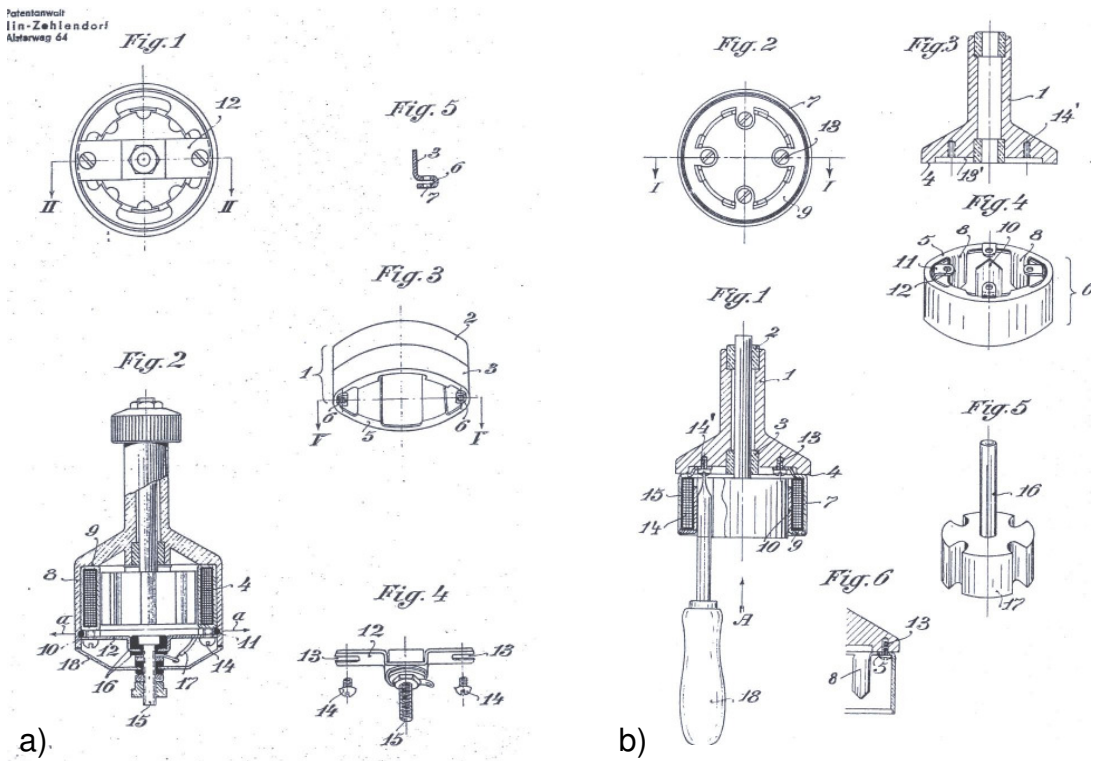 Patentanwalt
lin-Zehlendorf
Alsterweg 64
Fig.1
12
II II
Fig.5
3
6
7
Fig.3
2
1 3
6 6
5
Fig.2
9
8 4
a a
10 12 11
18 14
16 17
15
Fig.4
12
13 13
14 14
15
a)
Fig.2
7
13
I I
9
Fig.3
1
14'
4 13'
Fig.4
10
5 8 8
11
12
Fig.1
2
1
14' 3 13
4
15 7
14
10 9
A
18
Fig.5
16
17
Fig.6
13
5
8
b)